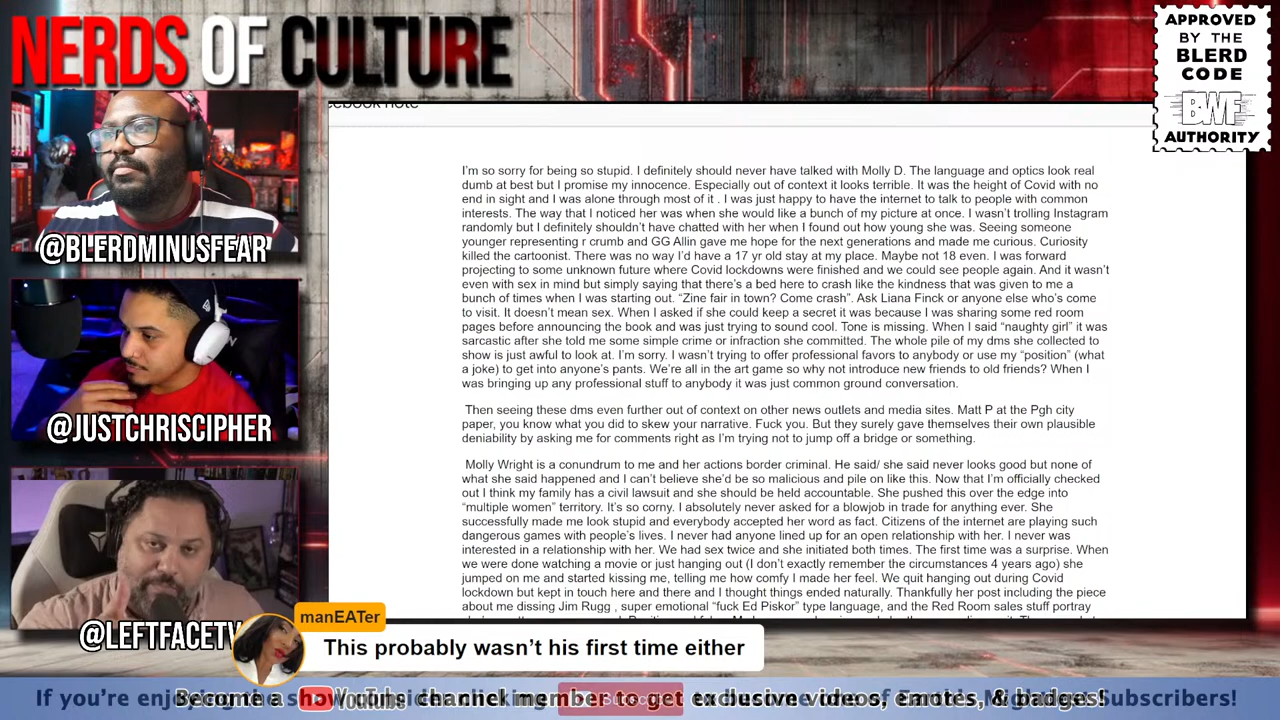 NERDS OF CULTURE
APPROVED
BY THE
BLERD
CODE
BWF
AUTHORITY
ebook note
@BLERDMINUSFEAR
@JUSTCHRISCIPHER
@LEFTFACETV
I'm so sorry for being so stupid. I definitely should never have talked with Molly D. The language and optics look real
dumb at best but I promise my innocence. Especially out of context it looks terrible. It was the height of Covid with no
end in sight and I was alone through most of it . I was just happy to have the internet to talk to people with common
interests. The way that I noticed her was when she would like a bunch of my picture at once. I wasn't trolling Instagram
randomly but I definitely shouldn't have chatted with her when I found out how young she was. Seeing someone
younger representing r crumb and GG Allin gave me hope for the next generations and made me curious. Curiosity
killed the cartoonist. There was no way I'd have a 17 yr old stay at my place. Maybe not 18 even. I was forward
projecting to some unknown future where Covid lockdowns were finished and we could see people again. And it wasn't
even with sex in mind but simply saying that there's a bed here to crash like the kindness that was given to me a
bunch of times when I was starting out. "Zine fair in town? Come crash". Ask Liana Finck or anyone else who's come
to visit. It doesn't mean sex. When I asked if she could keep a secret it was because I was sharing some red room
pages before announcing the book and was just trying to sound cool. Tone is missing. When I said "naughty girl" it was
sarcastic after she told me some simple crime or infraction she committed. The whole pile of my dms she collected to
show is just awful to look at. I'm sorry. I wasn't trying to offer professional favors to anybody or use my "position" (what
a joke) to get into anyone's pants. We're all in the art game so why not introduce new friends to old friends? When I
was bringing up any professional stuff to anybody it was just common ground conversation.
Then seeing these dms even further out of context on other news outlets and media sites. Matt P at the Pgh city
paper, you know what you did to skew your narrative. Fuck you. But they surely gave themselves their own plausible
deniability by asking me for comments right as I'm trying not to jump off a bridge or something.
Molly Wright is a conundrum to me and her actions border criminal. He said/ she said never looks good but none of
what she said happened and I can't believe she'd be so malicious and pile on like this. Now that I'm officially checked
out I think my family has a civil lawsuit and she should be held accountable. She pushed this over the edge into
"multiple women" territory. It's so corny. I absolutely never asked for a blowjob in trade for anything ever. She
successfully made me look stupid and everybody accepted her word as fact. Citizens of the internet are playing such
dangerous games with people's lives. I never had anyone lined up for an open relationship with her. I never was
interested in a relationship with her. We had sex twice and she initiated both times. The first time was a surprise. When
we were done watching a movie or just hanging out (I don't exactly remember the circumstances 4 years ago) she
jumped on me and started kissing me, telling me how comfy I made her feel. We quit hanging out during Covid
lockdown but kept in touch here and there and I thought things ended naturally. Thankfully her post including the piece
about me dissing Jim Rugg , super emotional "fuck Ed Piskor" type language, and the Red Room sales stuff portray
manEATer
This probably wasn't his first time either
If you're enjoying the show
Become a YouTube channel member to get exclusive videos, emotes, & badges!
Subscribers!